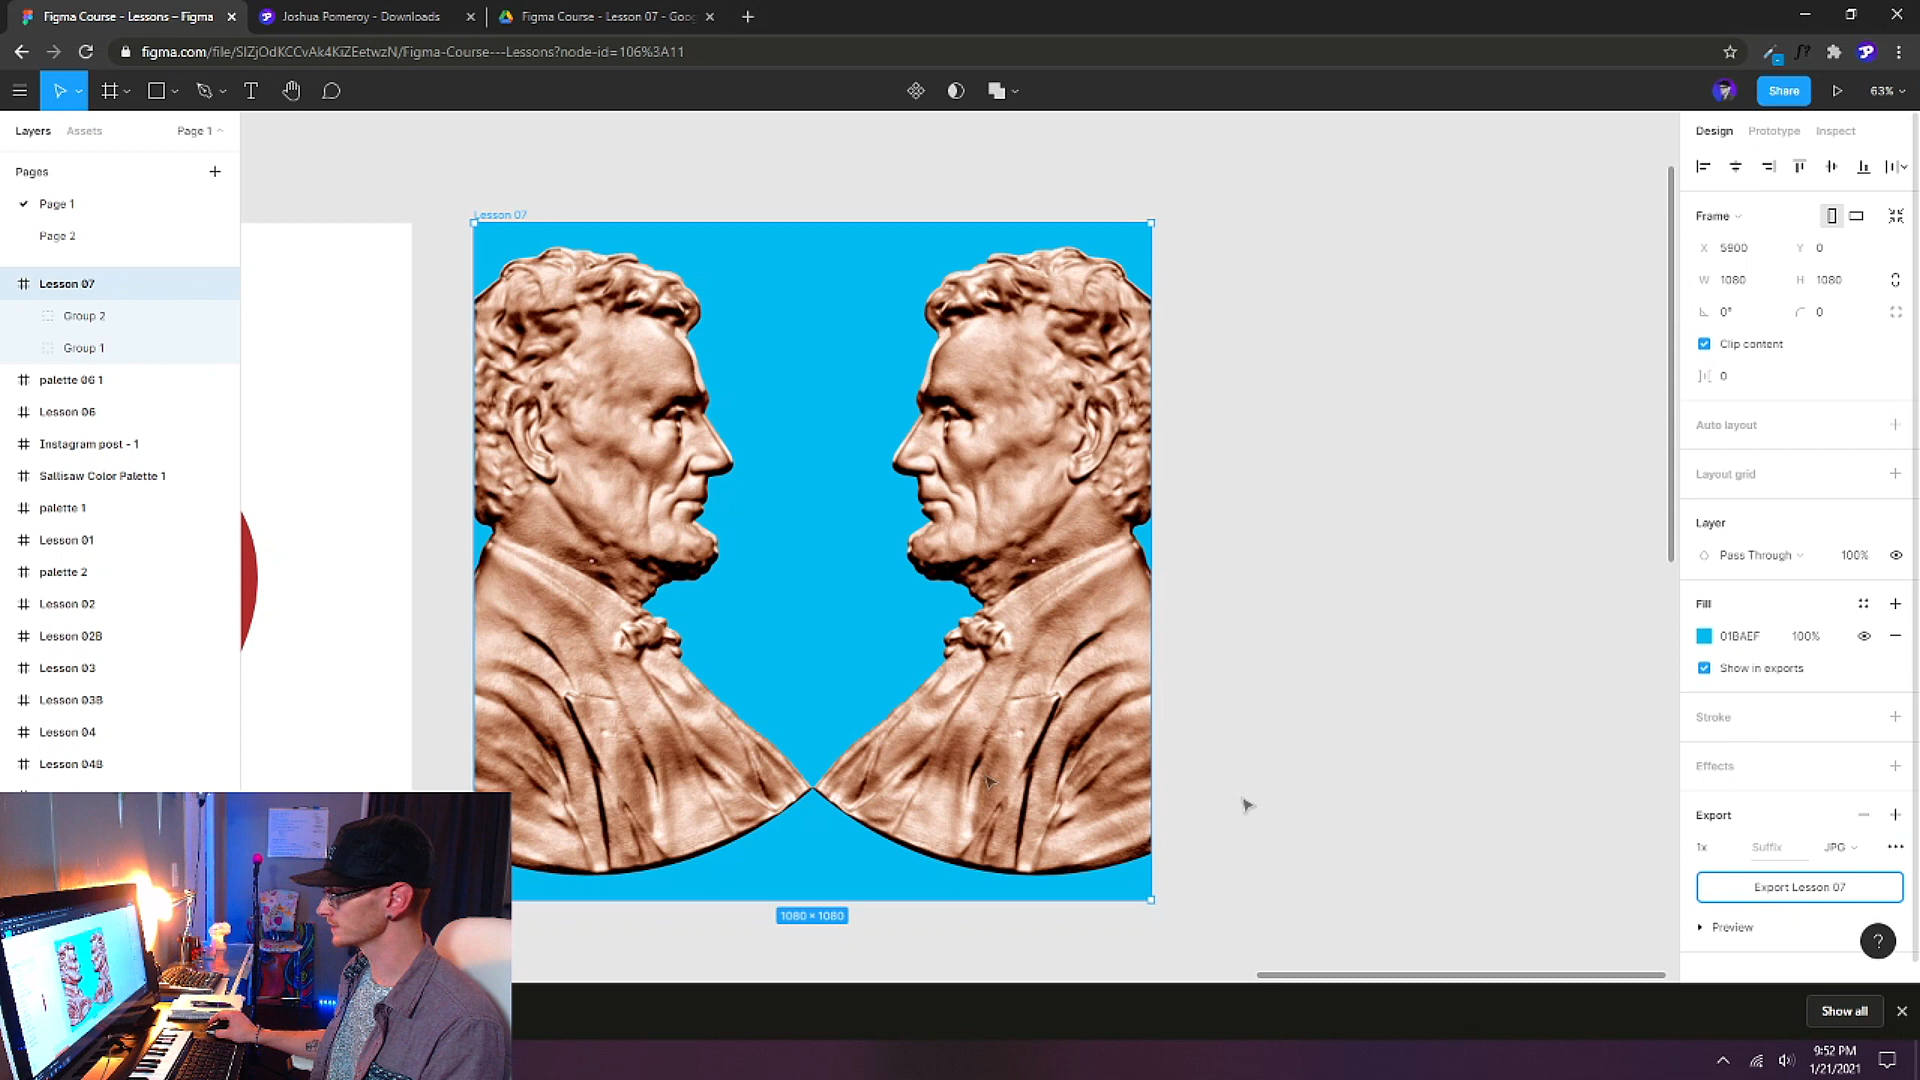 Figma Course - Lessons – Figma
Joshua Pomeroy - Downloads
Figma Course - Lesson 07 - Goo
figma.com/file/SIZjOdKCCvAk4KiZEetwzN/Figma-Course---Lessons?node-id=106%3A11
Share
63%
Layers
Assets
Page 1
Pages
Page 1
Page 2
Lesson 07
Group 2
Group 1
palette 06 1
Lesson 06
Instagram post - 1
Sallisaw Color Palette 1
palette 1
Lesson 01
palette 2
Lesson 02
Lesson 02B
Lesson 03
Lesson 03B
Lesson 04
Lesson 04B
Lesson 07
1080 × 1080
Design
Prototype
Inspect
Frame
X 5900
Y 0
W 1080
H 1080
0°
0
Clip content
0
Auto layout
Layout grid
Layer
Pass Through
100%
Fill
01BAEF
100%
Show in exports
Stroke
Effects
Export
1x
Suffix
JPG
Export Lesson 07
Preview
?
Show all
9:52 PM
1/21/2021